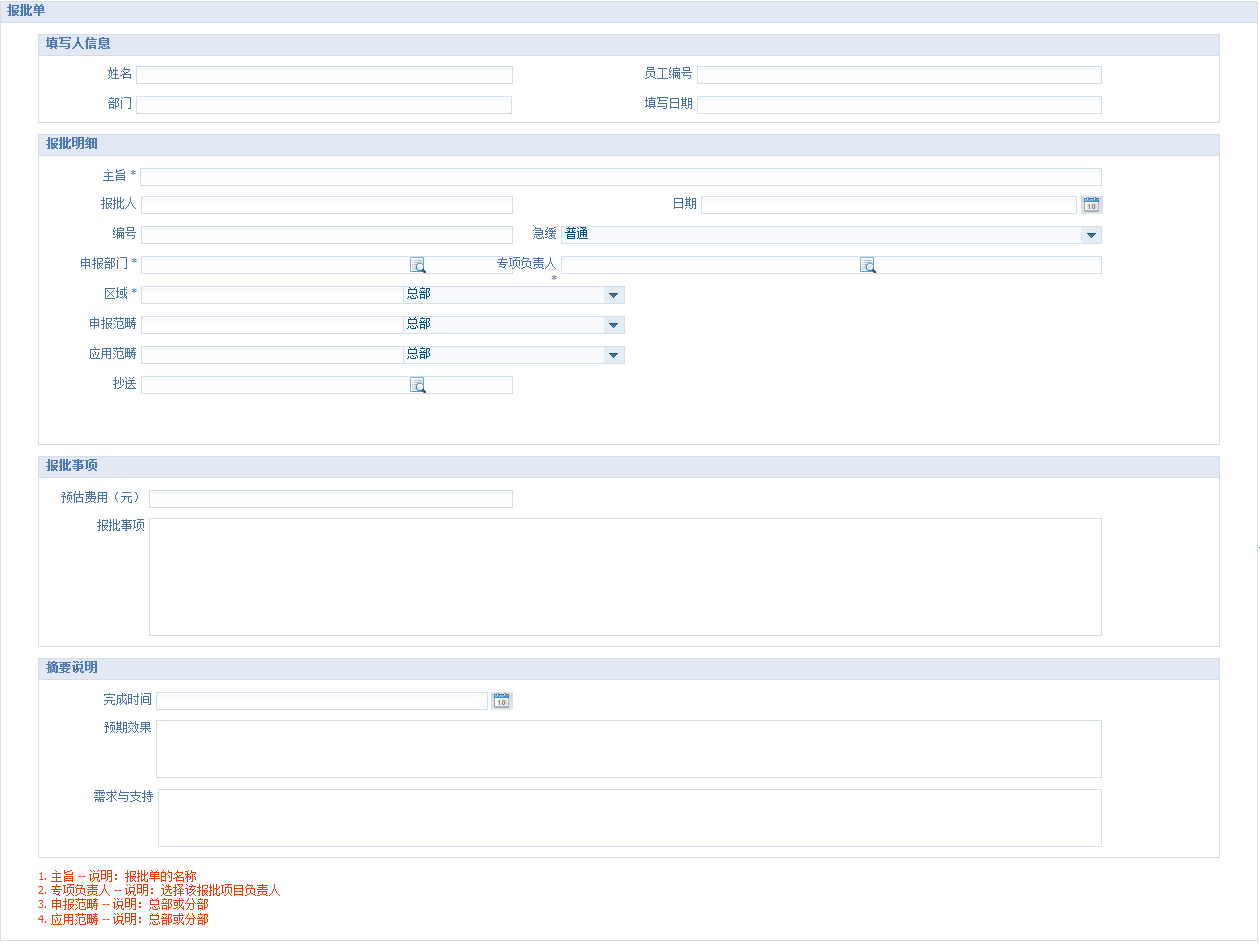 报批单
填写人信息
姓名 员工编号
部门 填写日期
报批明细
主旨 *
报批人 日期
10
编号 急缓 普通
申报部门 * 专项负责人
*
区域 * 总部
申报范畴 总部
应用范畴 总部
抄送
报批事项
预估费用（元）
报批事项
摘要说明
完成时间
10
预期效果
需求与支持
1. 主旨 -- 说明：报批单的名称
2. 专项负责人 -- 说明：选择该报批项目负责人
3. 申报范畴 -- 说明：总部或分部
4. 应用范畴 -- 说明：总部或分部